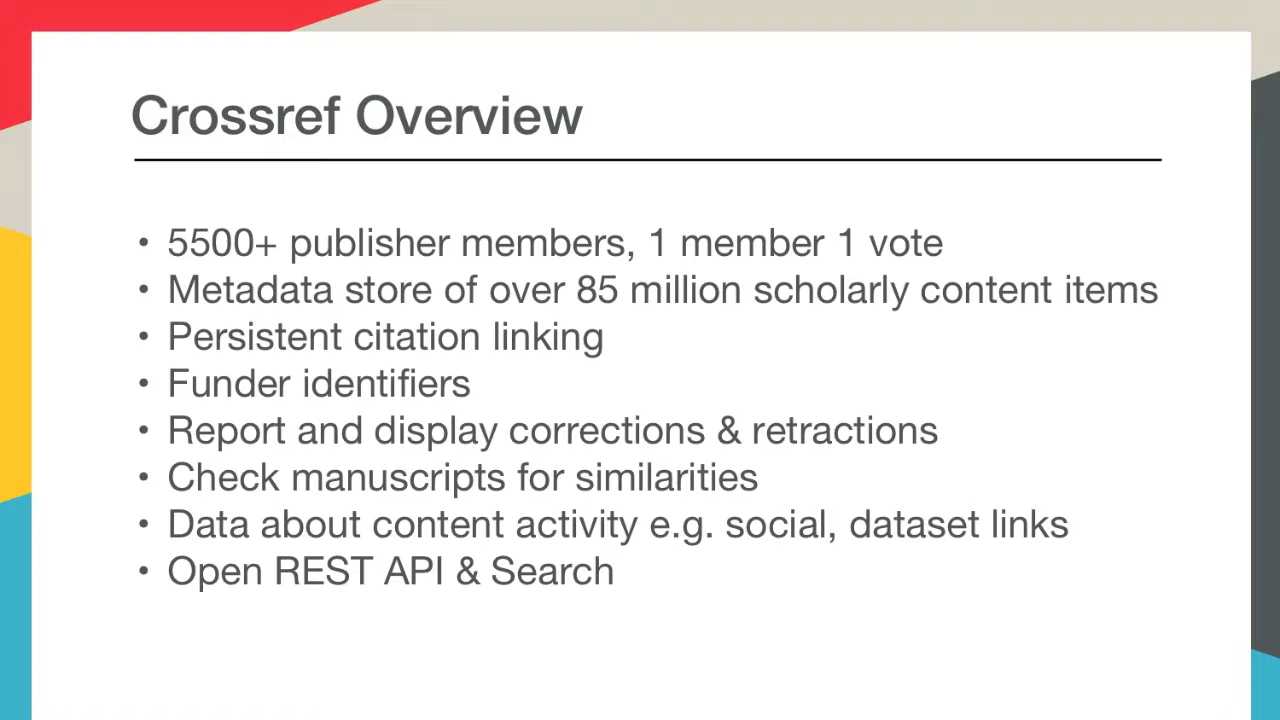 Crossref Overview
• 5500+ publisher members, 1 member 1 vote
• Metadata store of over 85 million scholarly content items
• Persistent citation linking
• Funder identifiers
• Report and display corrections & retractions
• Check manuscripts for similarities
• Data about content activity e.g. social, dataset links
• Open REST API & Search